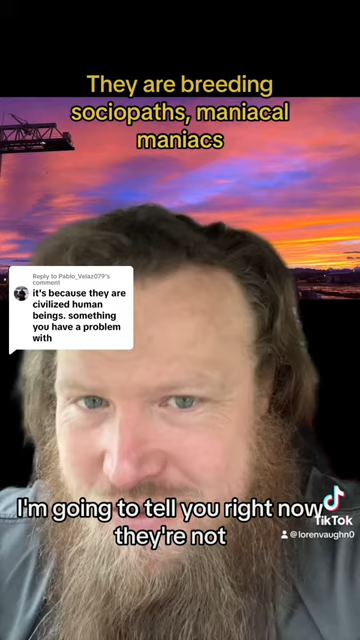 They are breeding
sociopaths, maniacal
maniacs
Reply to Pablo_Velaz079's
comment
it's because they are
civilized human
beings. something
you have a problem
with
I'm going to tell you right now
they're not
TikTok
@lorenvaughn0